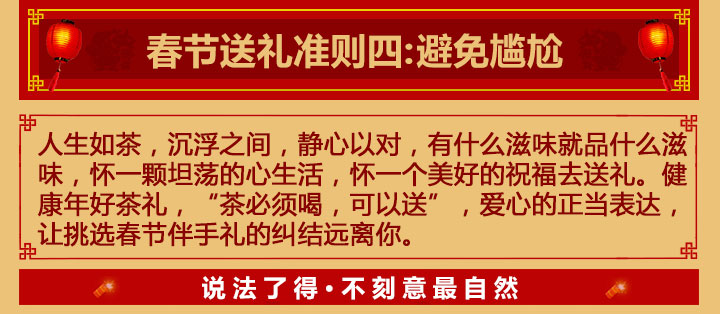 春节送礼准则四:避免尴尬
人生如茶，沉浮之间，静心以对，有什么滋味就品什么滋
味，怀一颗坦荡的心生活，怀一个美好的祝福去送礼。健
康年好茶礼，“茶必须喝，可以送”，爱心的正当表达，
让挑选春节伴手礼的纠结远离你。
说法了得·不刻意最自然